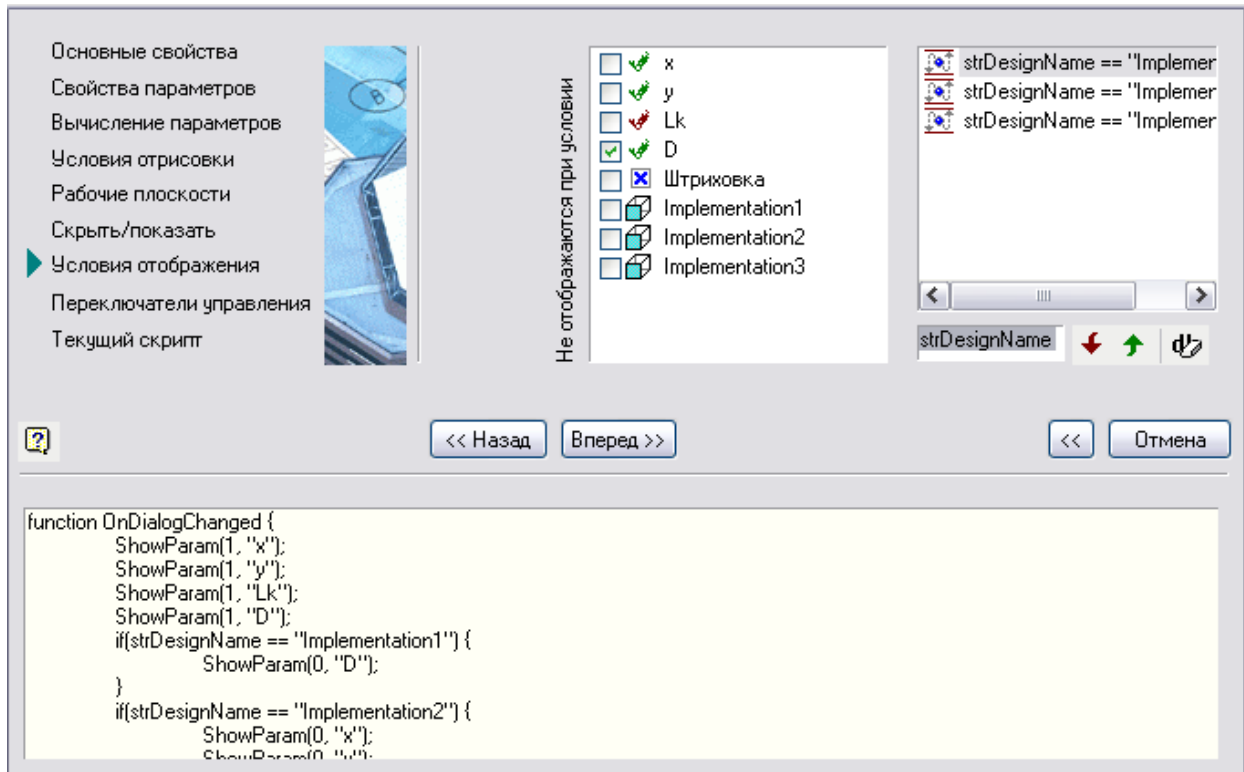 Основные свойства
Свойства параметров
Вычисление параметров
Условия отрисовки
Рабочие плоскости
Скрыть/показать
Условия отображения
Переключатели управления
Текущий скрипт
Не отображаются при условии
x
y
Lk
D
Штриховка
Implementation1
Implementation2
Implementation3
strDesignName == "Implemer
strDesignName == "Implemer
strDesignName == "Implemer
strDesignName
<< Назад
Вперед >>
<<
Отмена
function OnDialogChanged {
ShowParam(1, "x");
ShowParam(1, "y");
ShowParam(1, "Lk");
ShowParam(1, "D");
if(strDesignName == "Implementation1") {
ShowParam(0, "D");
}
if(strDesignName == "Implementation2") {
ShowParam(0, "x");
ShowParam(0, "y");